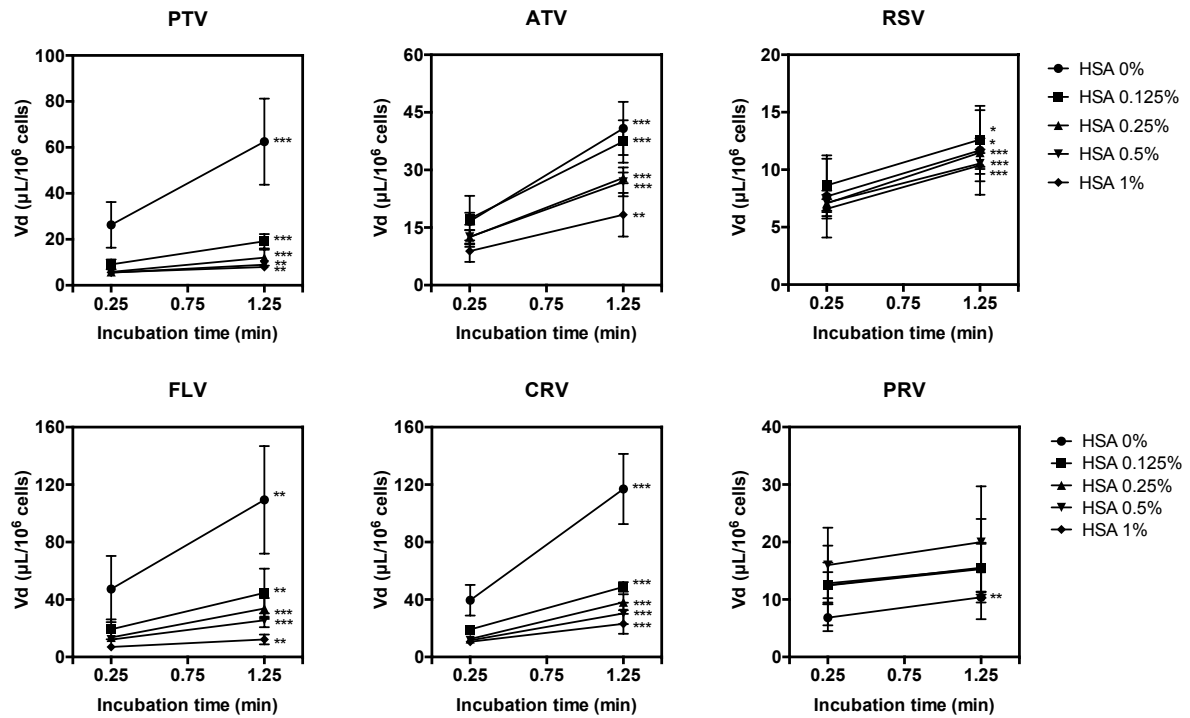 PTV
100
80
60
40
20
0
Vd (µL/10⁶ cells)
***
***
***
**
**
0.25
0.75
1.25
Incubation time (min)
ATV
60
45
30
15
0
Vd (µL/10⁶ cells)
***
***
***
***
**
0.25
0.75
1.25
Incubation time (min)
RSV
20
15
10
5
0
Vd (µL/10⁶ cells)
*
*
***
***
***
0.25
0.75
1.25
Incubation time (min)
HSA 0%
HSA 0.125%
HSA 0.25%
HSA 0.5%
HSA 1%
FLV
160
120
80
40
0
Vd (µL/10⁶ cells)
**
**
***
***
**
0.25
0.75
1.25
Incubation time (min)
CRV
160
120
80
40
0
Vd (µL/10⁶ cells)
***
***
***
***
***
0.25
0.75
1.25
Incubation time (min)
PRV
40
30
20
10
0
Vd (µL/10⁶ cells)
**
0.25
0.75
1.25
Incubation time (min)
HSA 0%
HSA 0.125%
HSA 0.25%
HSA 0.5%
HSA 1%